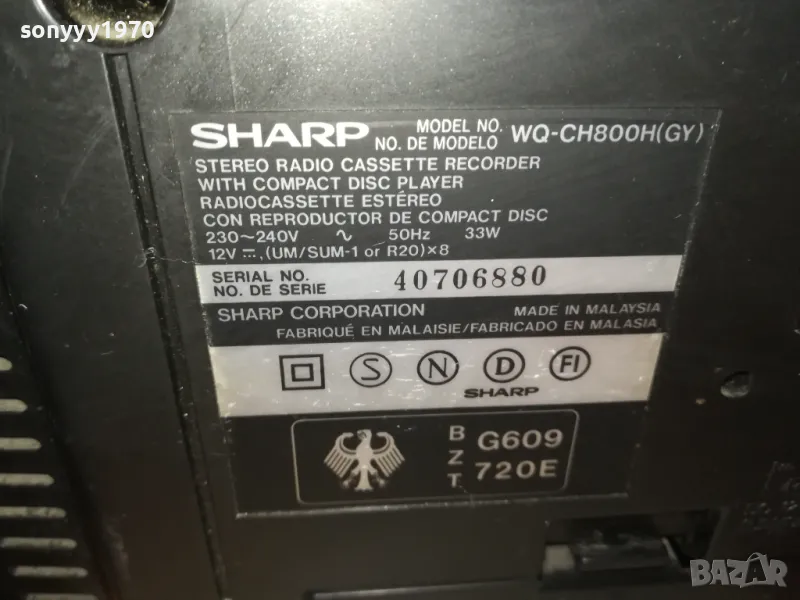 sonyyy1970
SHARP MODEL NO. WQ-CH800H(GY)
NO. DE MODELO
STEREO RADIO CASSETTE RECORDER
WITH COMPACT DISC PLAYER
RADIOCASSETTE ESTÉREO
CON REPRODUCTOR DE COMPACT DISC
230~240V ∿ 50Hz 33W
12V ⎓, (UM/SUM-1 or R20)×8
SERIAL NO. 40706880
NO. DE SERIE
SHARP CORPORATION MADE IN MALAYSIA
FABRIQUÉ EN MALAISIE/FABRICADO EN MALASIA
S N D FI
SHARP
BZT G609
720E
BAZAR